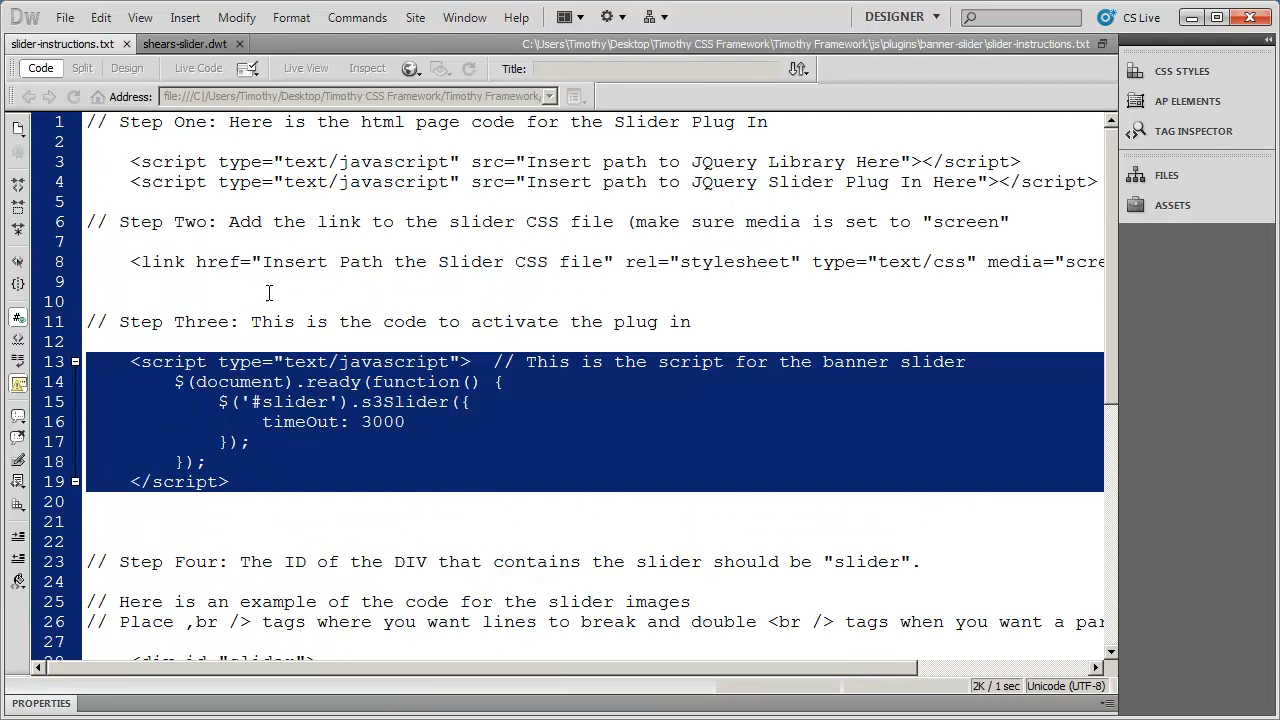 Dw File Edit View Insert Modify Format Commands Site Window Help DESIGNER CS Live
slider-instructions.txt × shears-slider.dwt × C:\Users\Timothy\Desktop\Timothy CSS Framework\Timothy Framework\js\plugins\banner-slider\slider-instructions.txt
Code Split Design Live Code Live View Inspect Title:
Address: file:///C|/Users/Timothy/Desktop/Timothy CSS Framework/Timothy Framework,
CSS STYLES
AP ELEMENTS
TAG INSPECTOR
FILES
ASSETS
1 // Step One: Here is the html page code for the Slider Plug In
2
3 <script type="text/javascript" src="Insert path to JQuery Library Here"></script>
4 <script type="text/javascript" src="Insert path to JQuery Slider Plug In Here"></script>
5
6 // Step Two: Add the link to the slider CSS file (make sure media is set to "screen"
7
8 <link href="Insert Path the Slider CSS file" rel="stylesheet" type="text/css" media="scre
9
10
11 // Step Three: This is the code to activate the plug in
12
13 <script type="text/javascript"> // This is the script for the banner slider
14 $(document).ready(function() {
15 $('#slider').s3Slider({
16 timeOut: 3000
17 });
18 });
19 </script>
20
21
22
23 // Step Four: The ID of the DIV that contains the slider should be "slider".
24
25 // Here is an example of the code for the slider images
26 // Place ,br /> tags where you want lines to break and double <br /> tags when you want a par
27
28 <div id "slider">
2K / 1 sec Unicode (UTF-8)
PROPERTIES